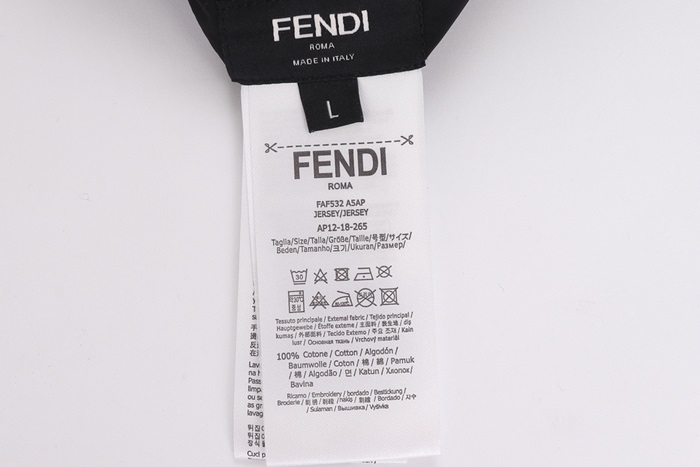 FENDI
ROMA
MADE IN ITALY
L
FENDI
ROMA
FAF532 A5AP
JERSEY/JERSEY
AP12-18-265
Taglia/Size/Talla/Größe/Taille/号型/サイズ/
Beden/Tamanho/크기/Ukuran/Размер/
30
Tessuto principale / External fabric / Tejido principal /
Hauptgewebe / Étoffe externe / 主面料 / 表生地 / dış
kumaş / 外部面料 / Tecido Externo / 주요 조재 / Kain
luar / Основная ткань / Vrchový materiál
100% Cotone / Cotton / Algodón /
Baumwolle / Coton / 棉 / 綿 / Pamuk
/ 棉 / Algodão / 면 / Katun / Хлопок/
Bavlna
Ricamo / Embroidery / bordado / Bestickung /
Broderie / 刺绣 / 刺繍 / nakış / 刺繡 / Bordado / 자수
/ Sulaman / Вышивка / Výšivka